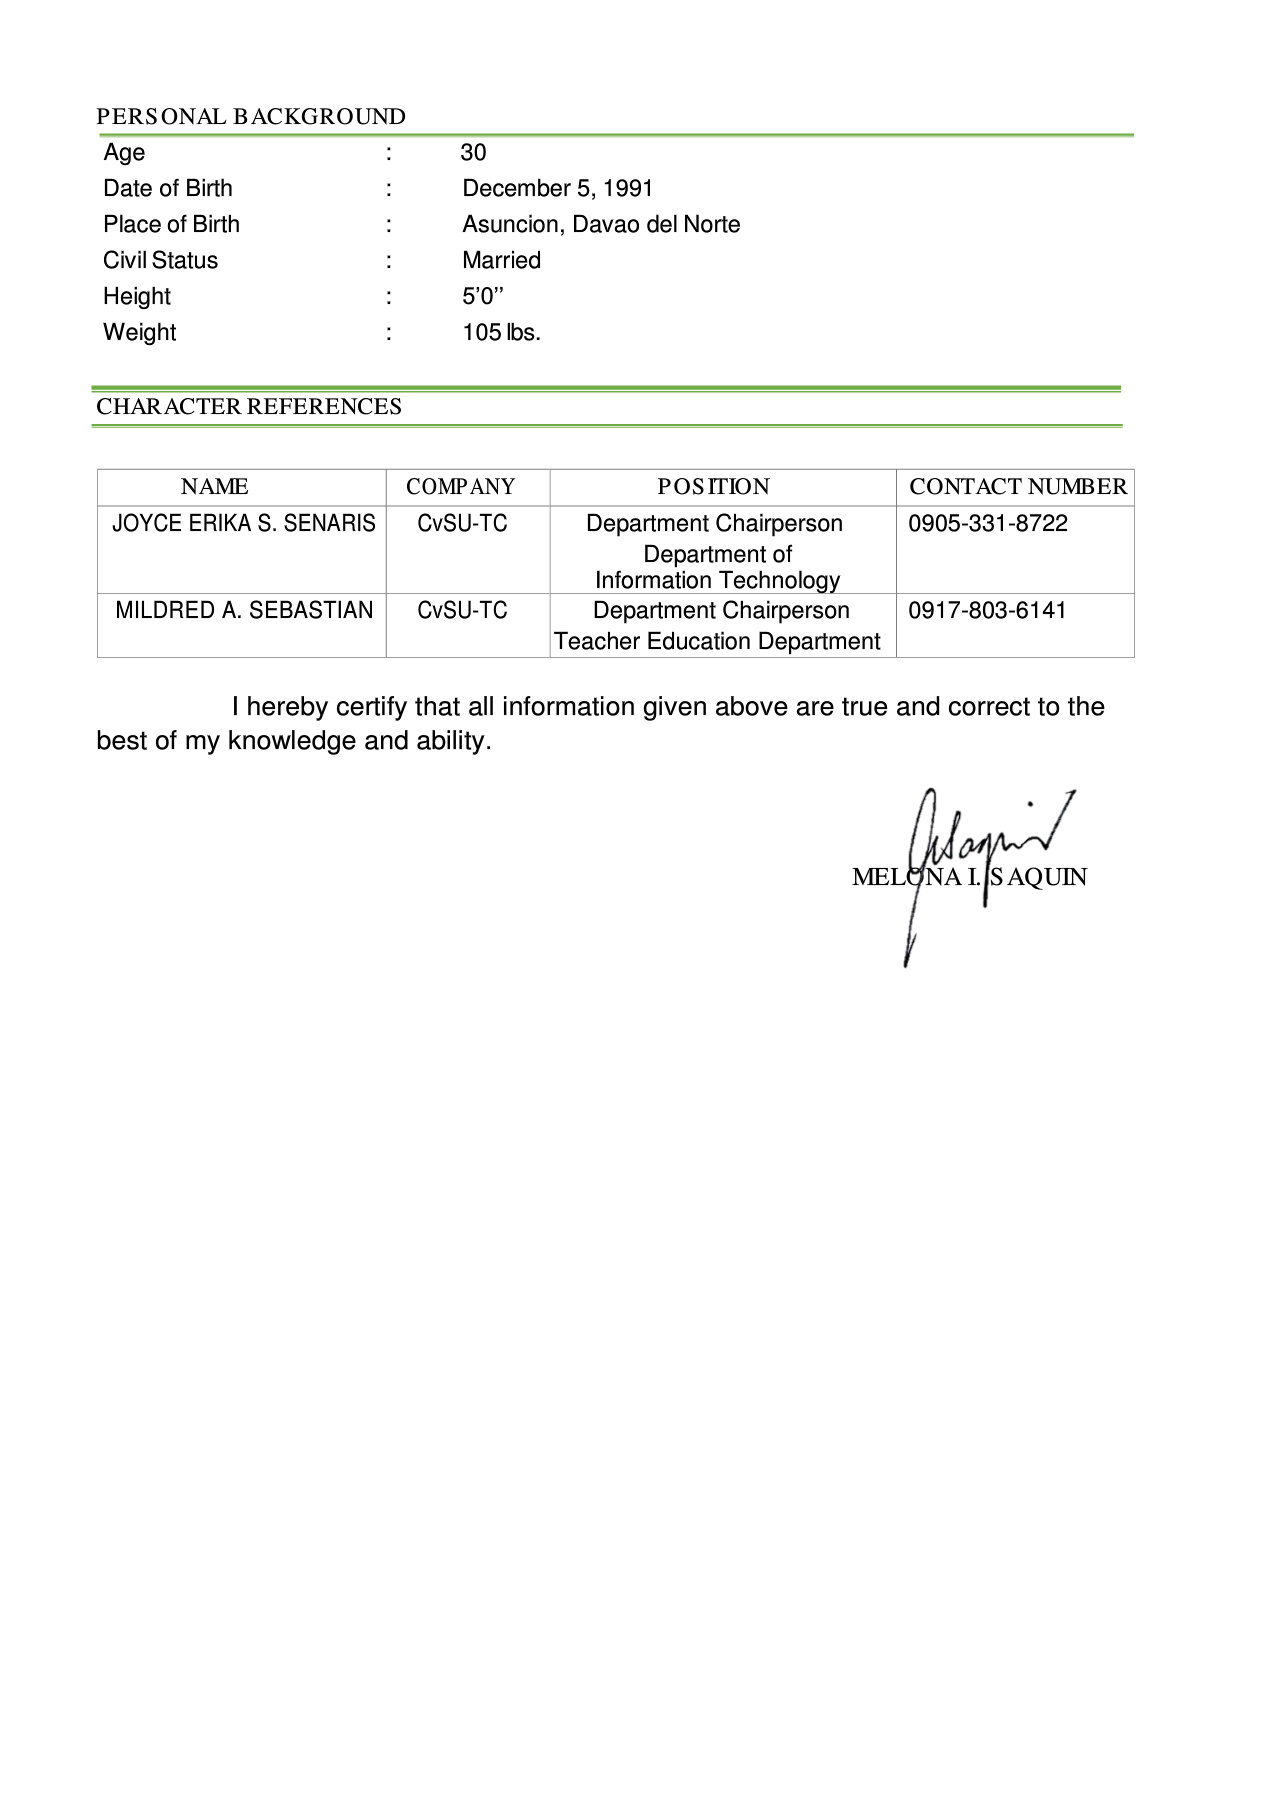 PERSONAL BACKGROUND
Age : 30
Date of Birth : December 5, 1991
Place of Birth : Asuncion, Davao del Norte
Civil Status : Married
Height : 5’0’’
Weight : 105 lbs.
CHARACTER REFERENCES
NAME COMPANY POSITION CONTACT NUMBER
JOYCE ERIKA S. SENARIS CvSU-TC Department Chairperson 0905-331-8722
Department of
Information Technology
MILDRED A. SEBASTIAN CvSU-TC Department Chairperson 0917-803-6141
Teacher Education Department
I hereby certify that all information given above are true and correct to the
best of my knowledge and ability.
MELONA I. SAQUIN